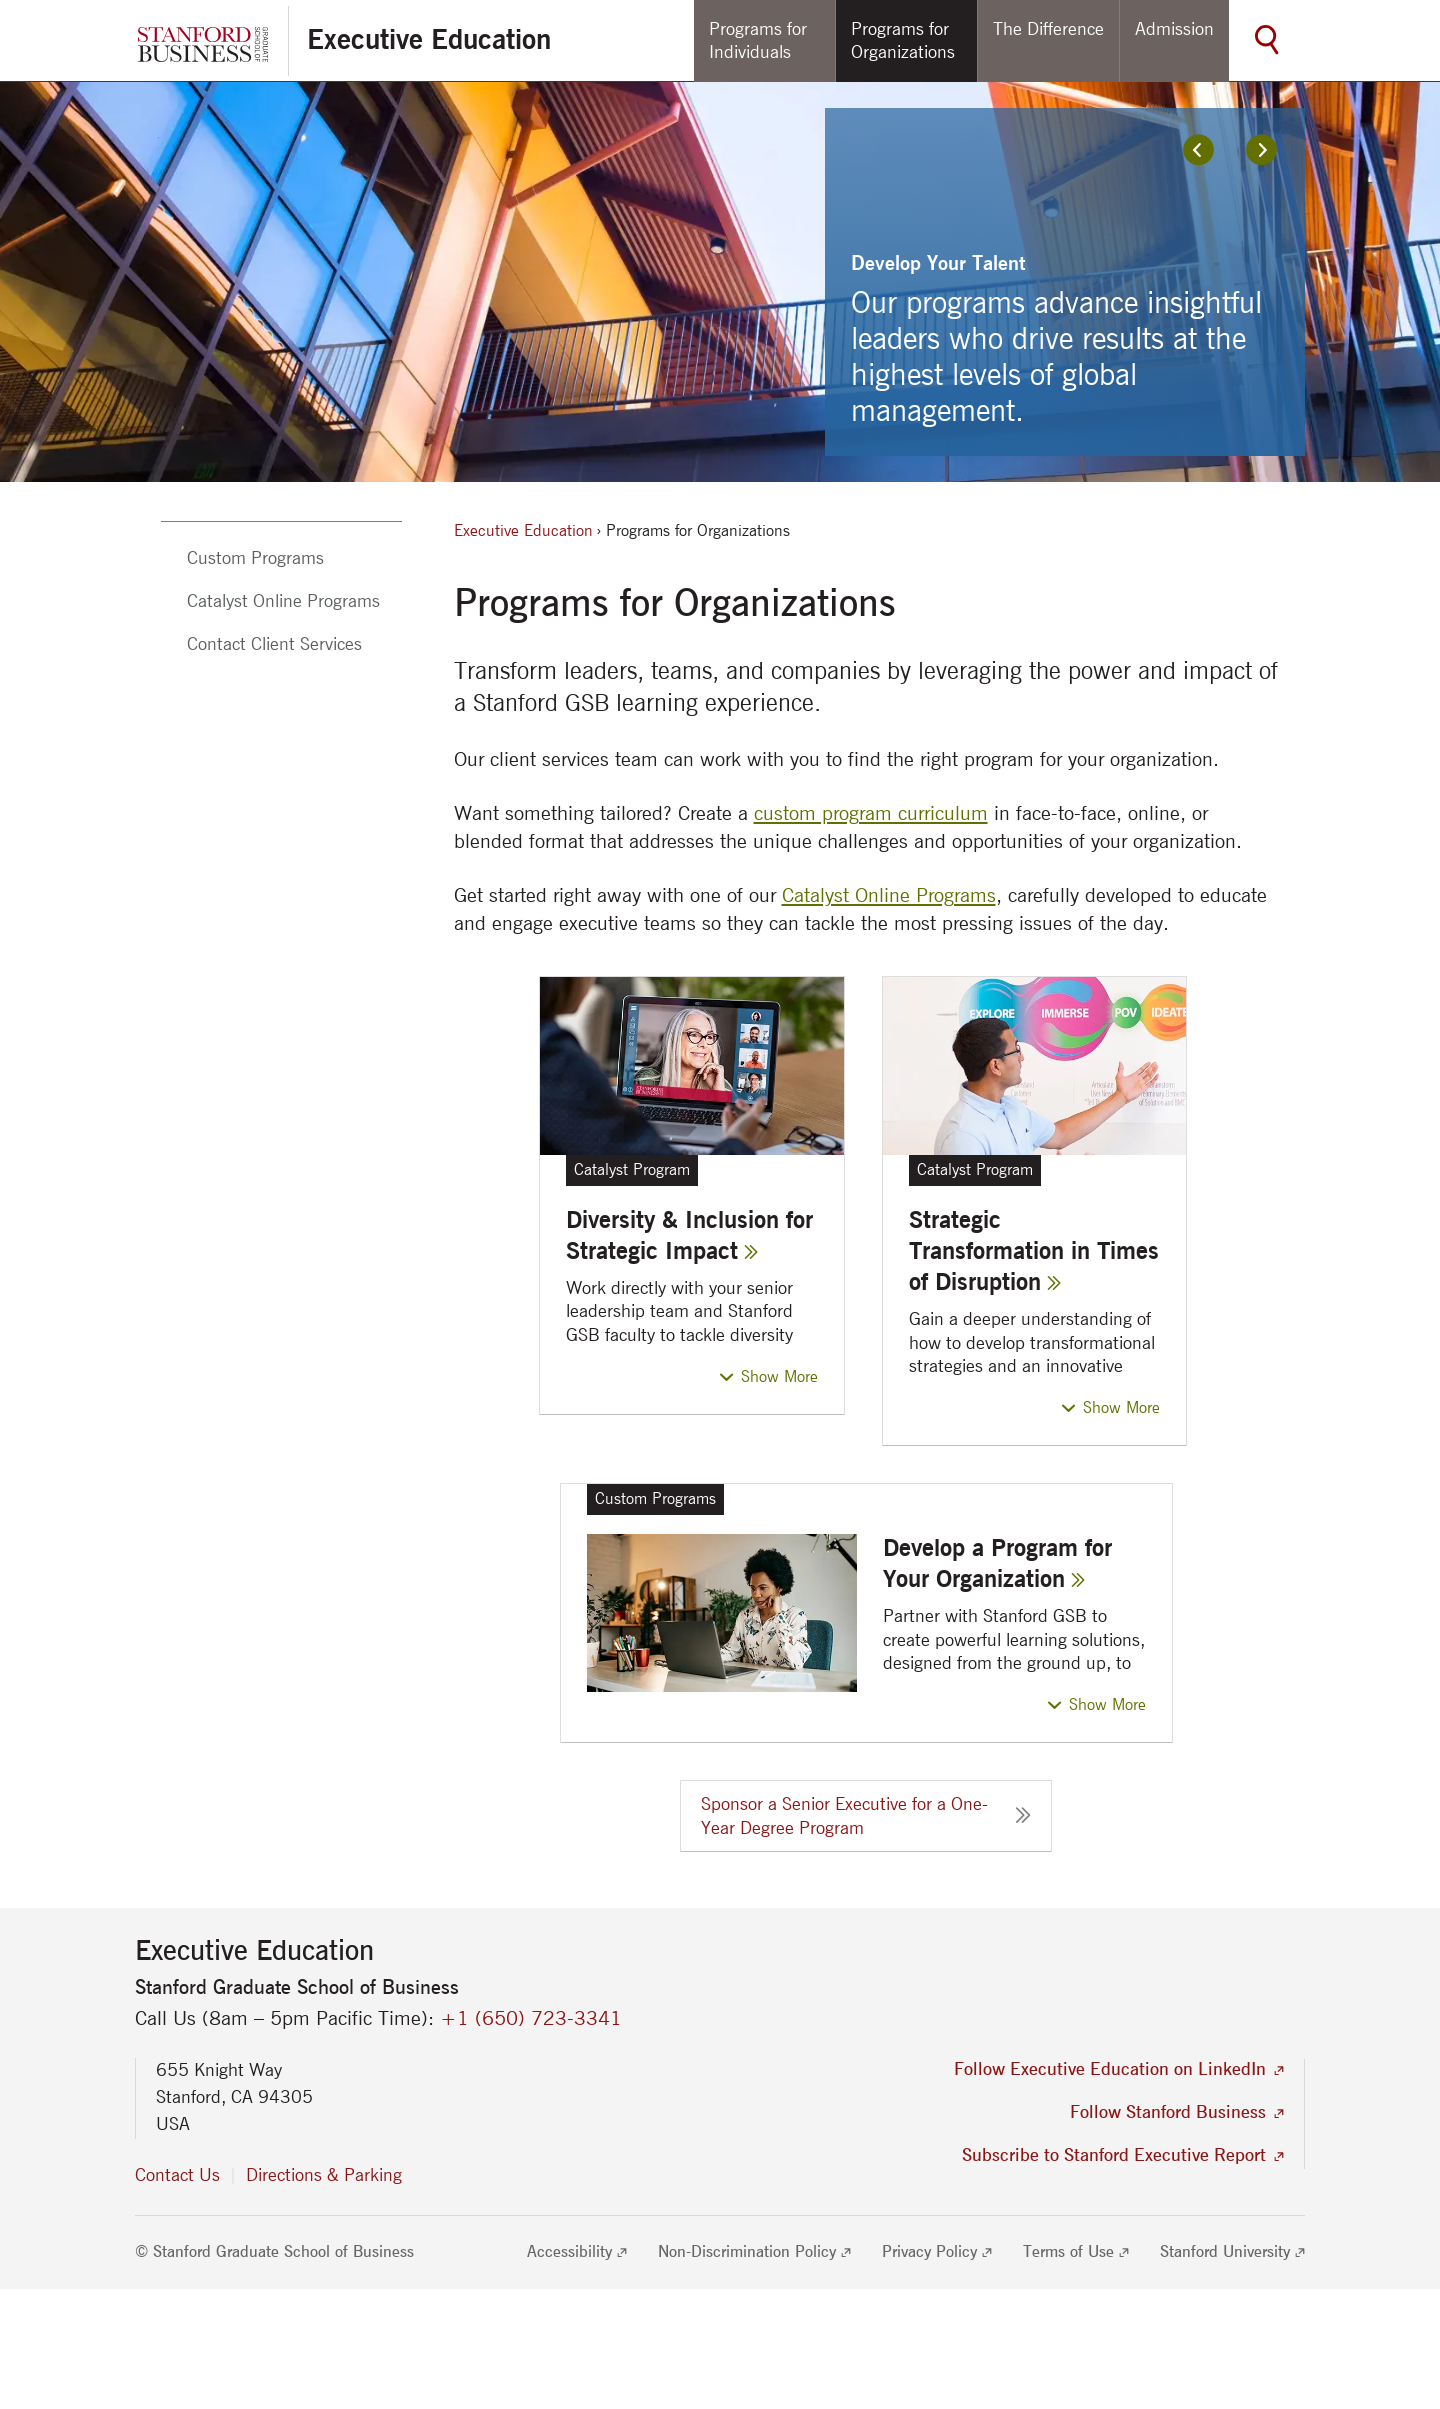 STANFORD
BUSINESS
GRADUATE
SCHOOL OF
Executive Education
Programs for
Individuals
Programs for
Organizations
The Difference
Admission
Develop Your Talent
Our programs advance insightful
leaders who drive results at the
highest levels of global
management.
Custom Programs
Catalyst Online Programs
Contact Client Services
Executive Education › Programs for Organizations
Programs for Organizations
Transform leaders, teams, and companies by leveraging the power and impact of
a Stanford GSB learning experience.
Our client services team can work with you to find the right program for your organization.
Want something tailored? Create a custom program curriculum in face-to-face, online, or
blended format that addresses the unique challenges and opportunities of your organization.
Get started right away with one of our Catalyst Online Programs, carefully developed to educate
and engage executive teams so they can tackle the most pressing issues of the day.
STANFORD
BUSINESS
Catalyst Program
Diversity & Inclusion for
Strategic Impact
Work directly with your senior
leadership team and Stanford
GSB faculty to tackle diversity
Show More
EXPLORE
IMMERSE
POV
IDEATE
Catalyst Program
Strategic
Transformation in Times
of Disruption
Gain a deeper understanding of
how to develop transformational
strategies and an innovative
Show More
Custom Programs
Develop a Program for
Your Organization
Partner with Stanford GSB to
create powerful learning solutions,
designed from the ground up, to
Show More
Sponsor a Senior Executive for a One-
Year Degree Program
Executive Education
Stanford Graduate School of Business
Call Us (8am – 5pm Pacific Time): +1 (650) 723-3341
655 Knight Way
Stanford, CA 94305
USA
Contact Us
Directions & Parking
Follow Executive Education on LinkedIn
Follow Stanford Business
Subscribe to Stanford Executive Report
© Stanford Graduate School of Business
Accessibility
Non-Discrimination Policy
Privacy Policy
Terms of Use
Stanford University